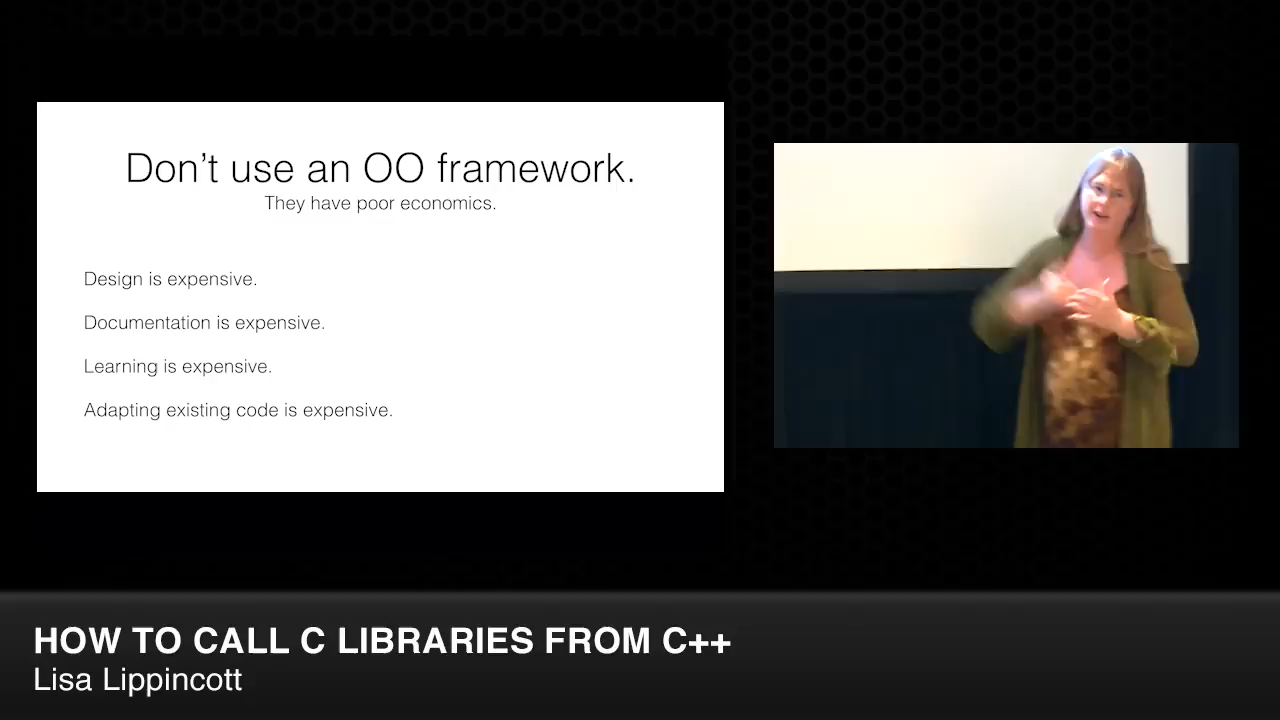 Don’t use an OO framework.
They have poor economics.
Design is expensive.
Documentation is expensive.
Learning is expensive.
Adapting existing code is expensive.
HOW TO CALL C LIBRARIES FROM C++
Lisa Lippincott